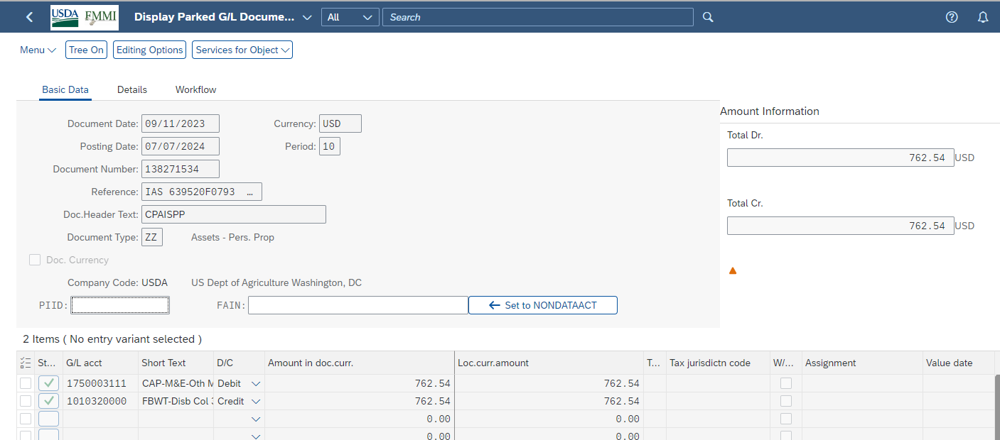 USDA FMMI Display Parked G/L Docume... All Search
Menu Tree On Editing Options Services for Object
Basic Data Details Workflow
Amount Information
Document Date: 09/11/2023 Currency: USD
Total Dr.
Posting Date: 07/07/2024 Period: 10
762.54 USD
Document Number: 138271534
Reference: IAS 639520F0793 ...
Total Cr.
Doc.Header Text: CPAISPP
762.54 USD
Document Type: ZZ Assets - Pers. Prop
Doc. Currency
Company Code: USDA US Dept of Agriculture Washington, DC
PIID: FAIN: Set to NONDATAACT
2 Items ( No entry variant selected )
St... G/L acct Short Text D/C Amount in doc.curr. Loc.curr.amount T... Tax jurisdictn code W/... Assignment Value date
1750003111 CAP-M&E-Oth M Debit 762.54 762.54
1010320000 FBWT-Disb Col Credit 762.54 762.54
0.00 0.00
0.00 0.00